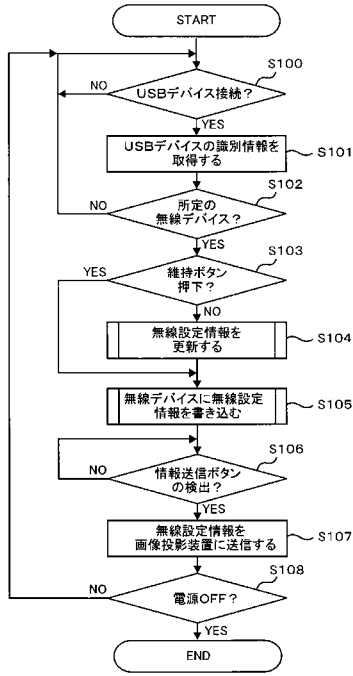 START
S100
USBデバイス接続？
NO
YES
USBデバイスの識別情報を
取得する
S101
S102
所定の
無線デバイス？
NO
YES
S103
維持ボタン
押下？
YES
NO
無線設定情報を
更新する
S104
無線デバイスに無線設定
情報を書き込む
S105
S106
情報送信ボタン
の検出？
NO
YES
無線設定情報を
画像投影装置に送信する
S107
S108
電源OFF？
NO
YES
END